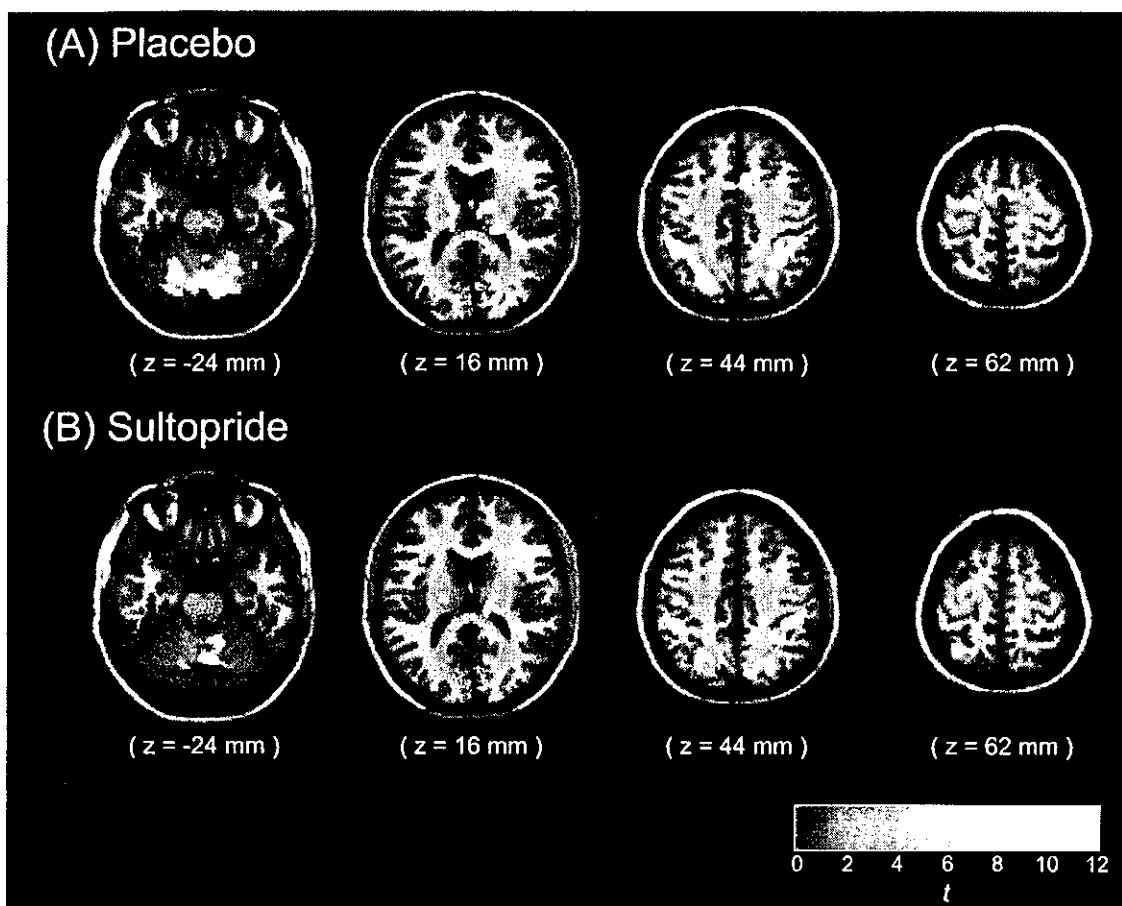 (A) Placebo
( z = -24 mm ) ( z = 16 mm ) ( z = 44 mm ) ( z = 62 mm )
(B) Sultopride
( z = -24 mm ) ( z = 16 mm ) ( z = 44 mm ) ( z = 62 mm )
0 2 4 6 8 10 12
t